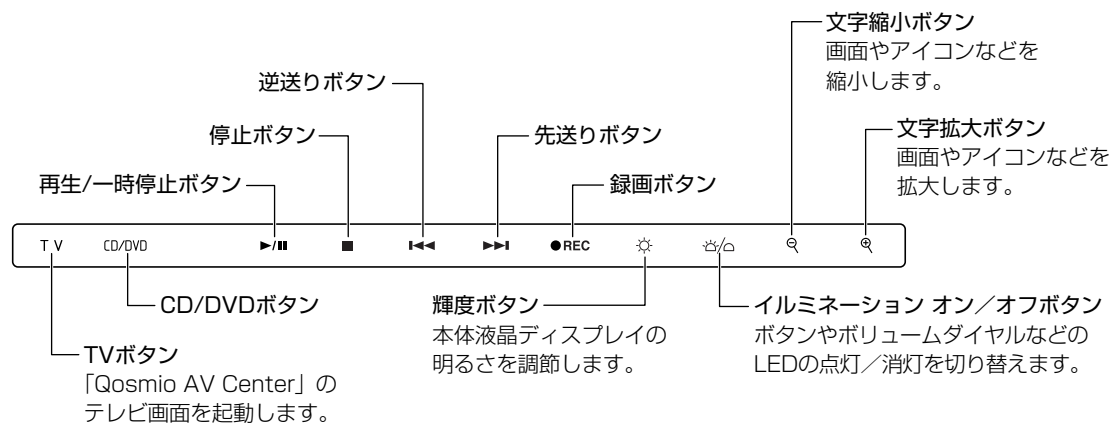 文字縮小ボタン
画面やアイコンなどを
縮小します。
逆送りボタン
停止ボタン
先送りボタン
文字拡大ボタン
画面やアイコンなどを
拡大します。
再生/一時停止ボタン
録画ボタン
TV CD/DVD ▶/⏸ ■ ⏮ ⏭ ●REC
CD/DVDボタン
輝度ボタン
本体液晶ディスプレイの
明るさを調節します。
イルミネーション オン／オフボタン
ボタンやボリュームダイヤルなどの
LEDの点灯／消灯を切り替えます。
TVボタン
「Qosmio AV Center」の
テレビ画面を起動します。